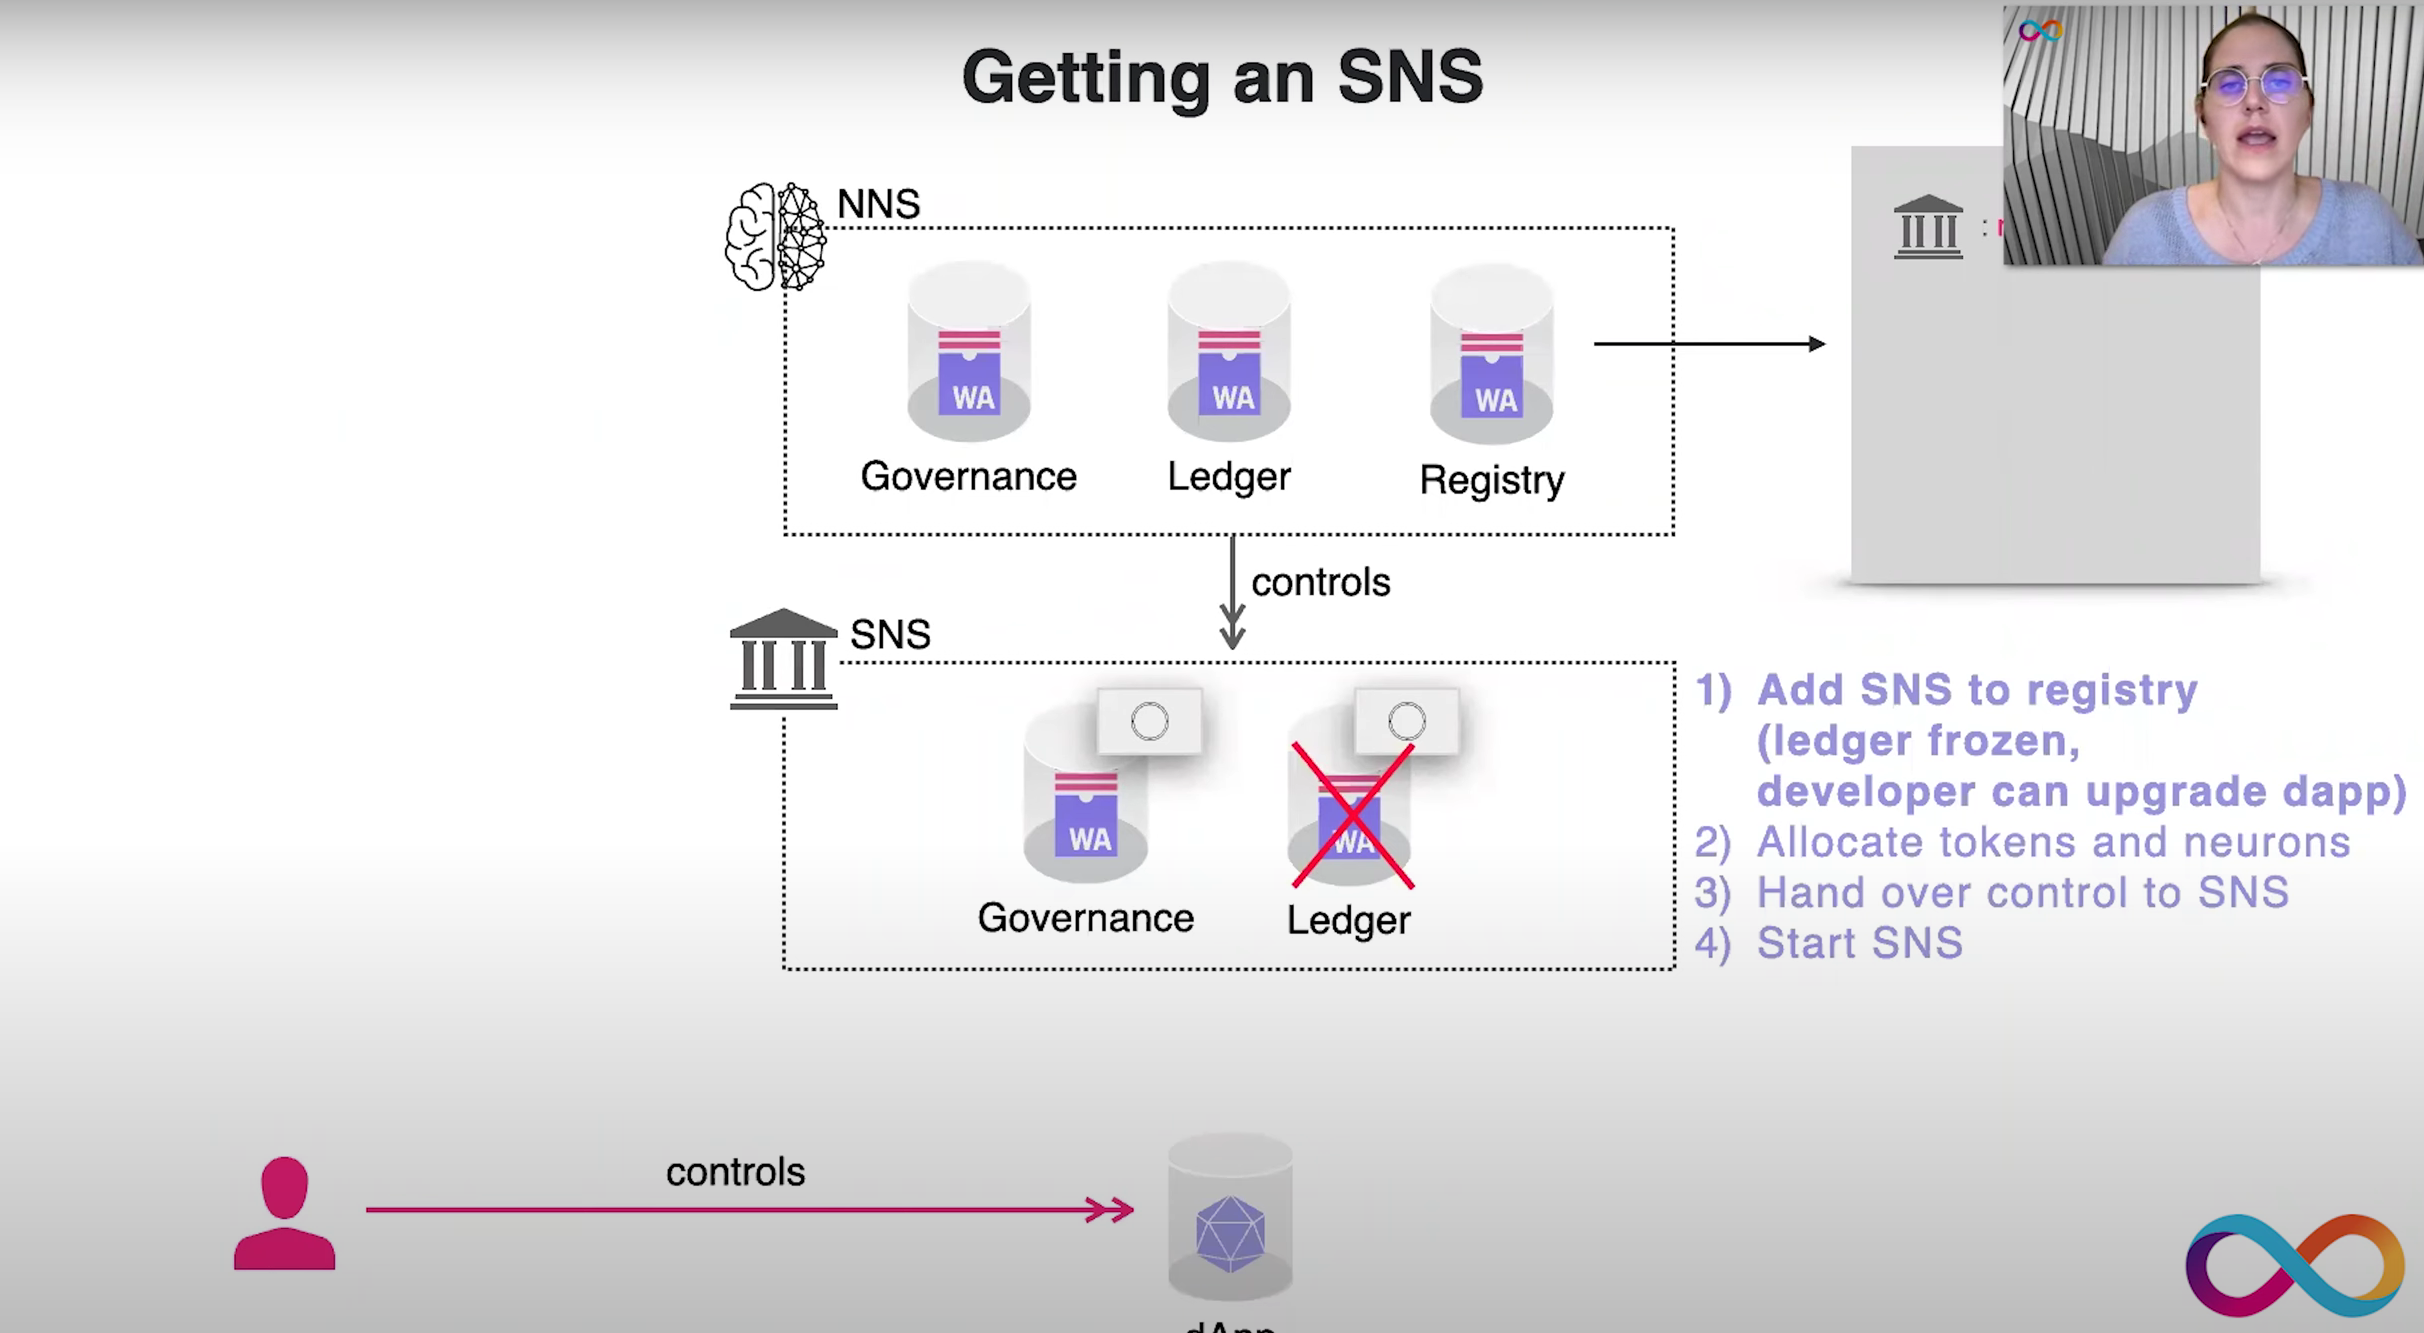 Getting an SNS
NNS
WA
WA
WA
Governance
Ledger
Registry
:
controls
SNS
WA
WA
Governance
Ledger
1) Add SNS to registry
(ledger frozen,
developer can upgrade dapp)
2) Allocate tokens and neurons
3) Hand over control to SNS
4) Start SNS
controls
dApp